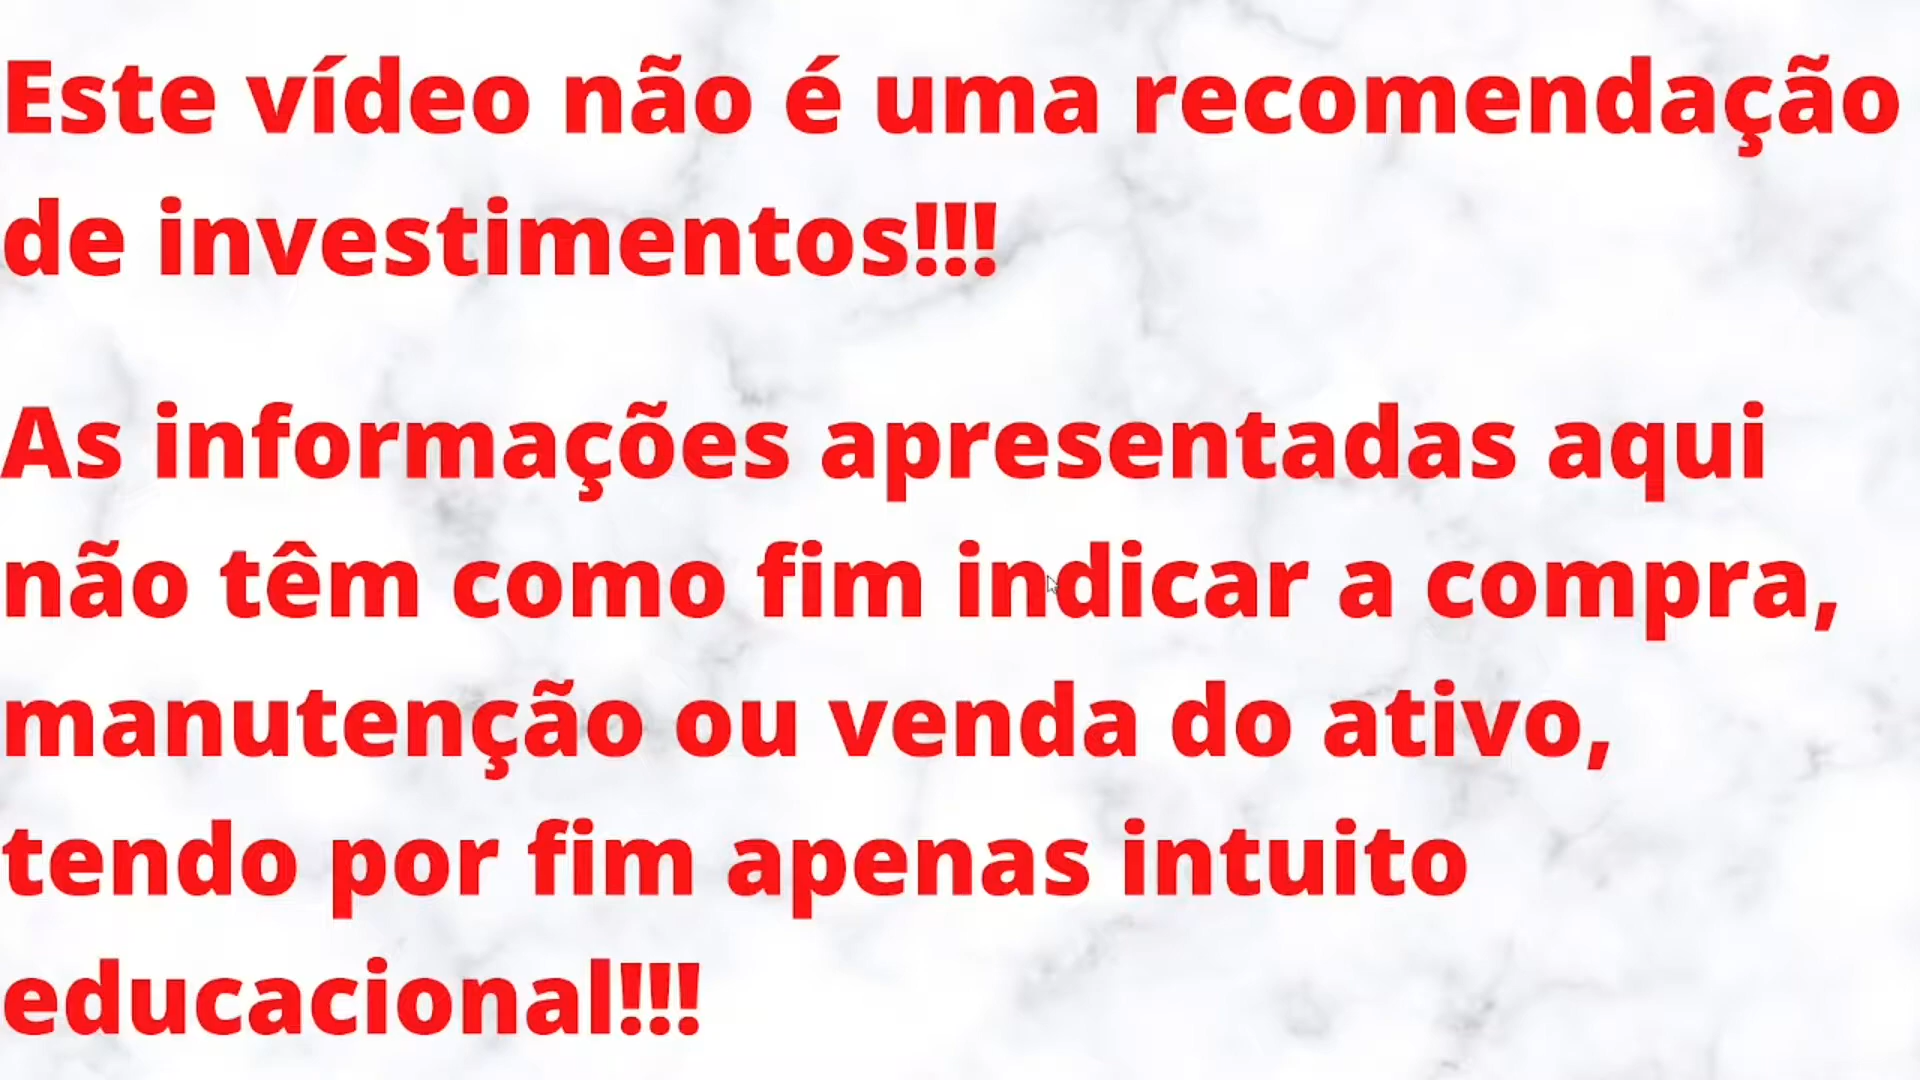 Este vídeo não é uma recomendação
de investimentos!!!
As informações apresentadas aqui
não têm como fim indicar a compra,
manutenção ou venda do ativo,
tendo por fim apenas intuito
educacional!!!